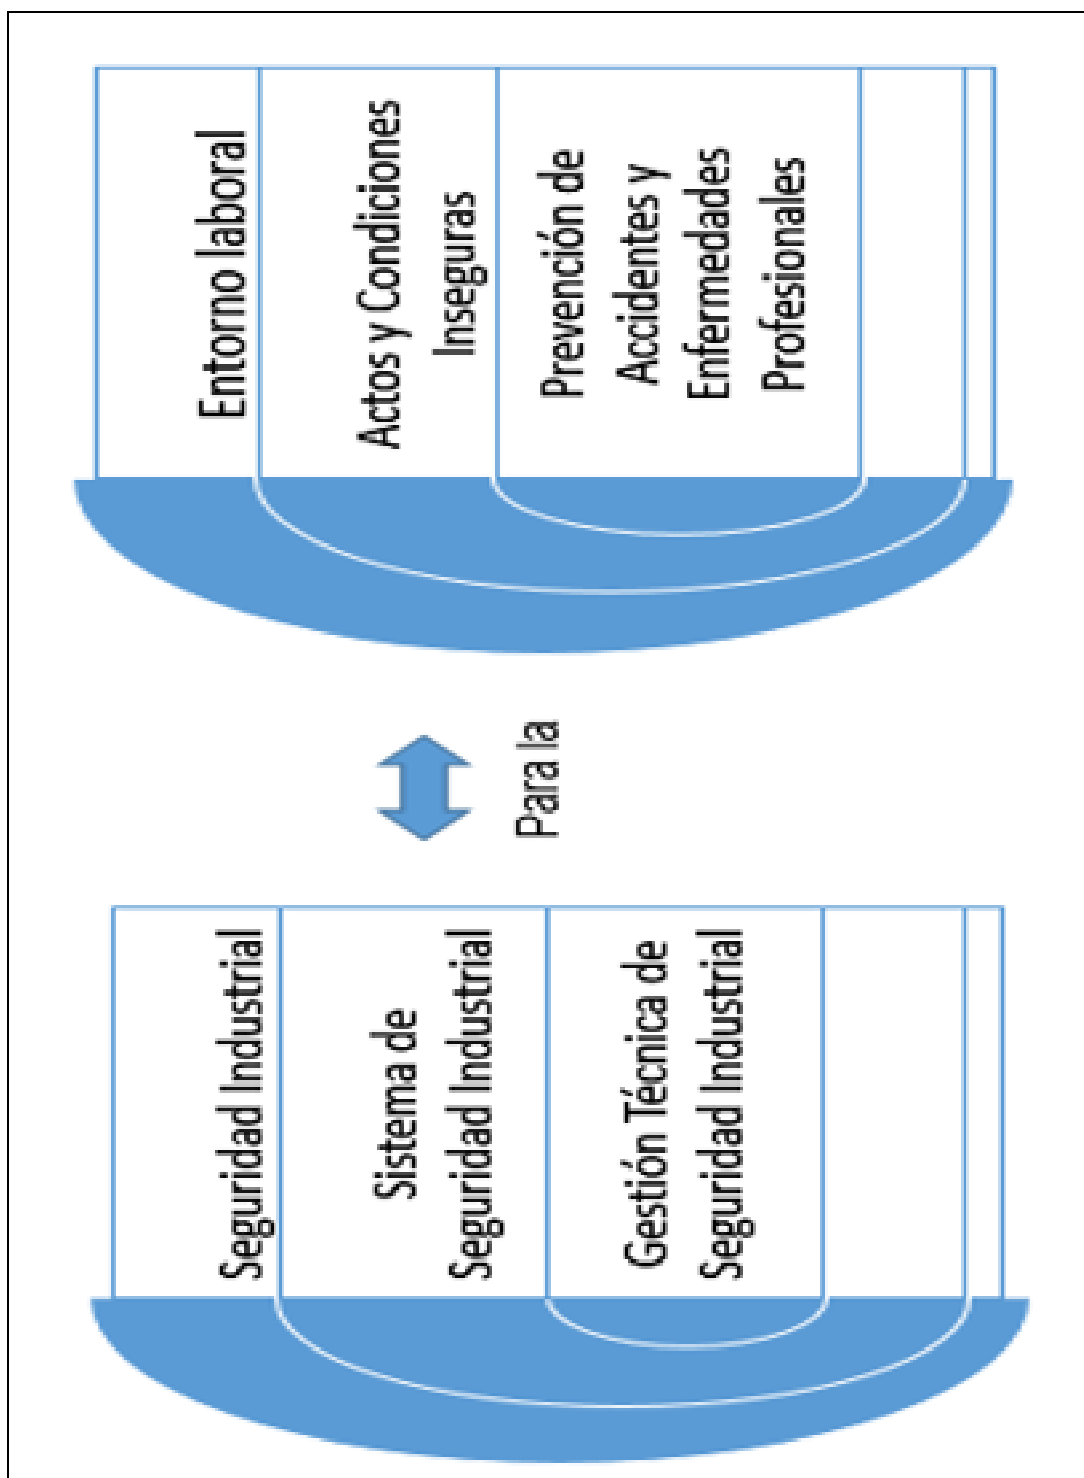 Seguridad Industrial
Sistema de
Seguridad Industrial
Gestión Técnica de
Seguridad Industrial
Para la
Entorno laboral
Actos y Condiciones
Inseguras
Prevención de
Accidentes y
Enfermedades
Profesionales